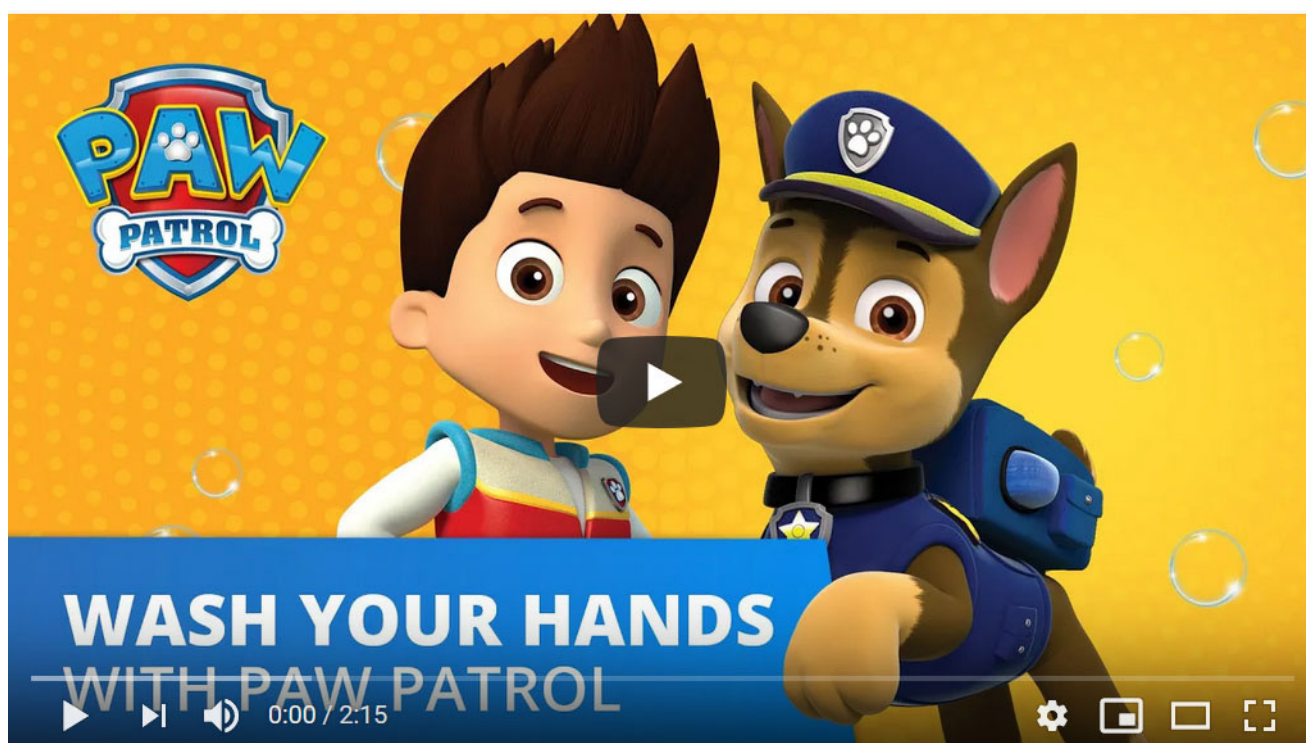 PAW
PATROL
WASH YOUR HANDS
WITH PAW PATROL
0:00 / 2:15